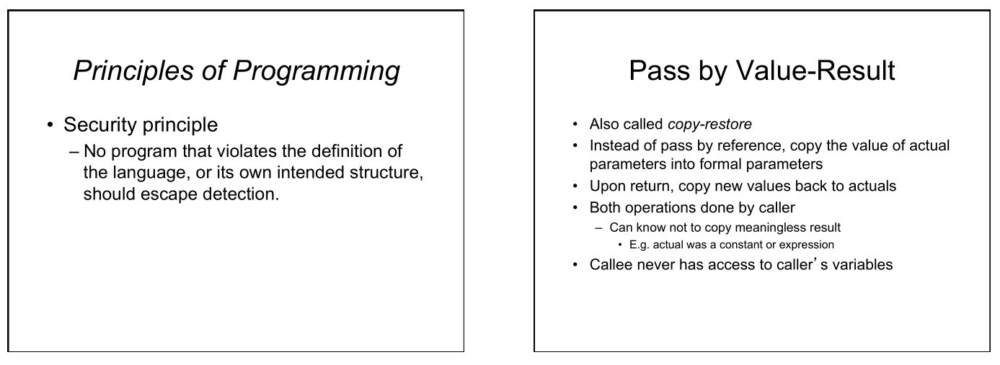 Principles of Programming
• Security principle
– No program that violates the definition of
the language, or its own intended structure,
should escape detection.
Pass by Value-Result
• Also called copy-restore
• Instead of pass by reference, copy the value of actual
parameters into formal parameters
• Upon return, copy new values back to actuals
• Both operations done by caller
– Can know not to copy meaningless result
• E.g. actual was a constant or expression
• Callee never has access to caller’s variables